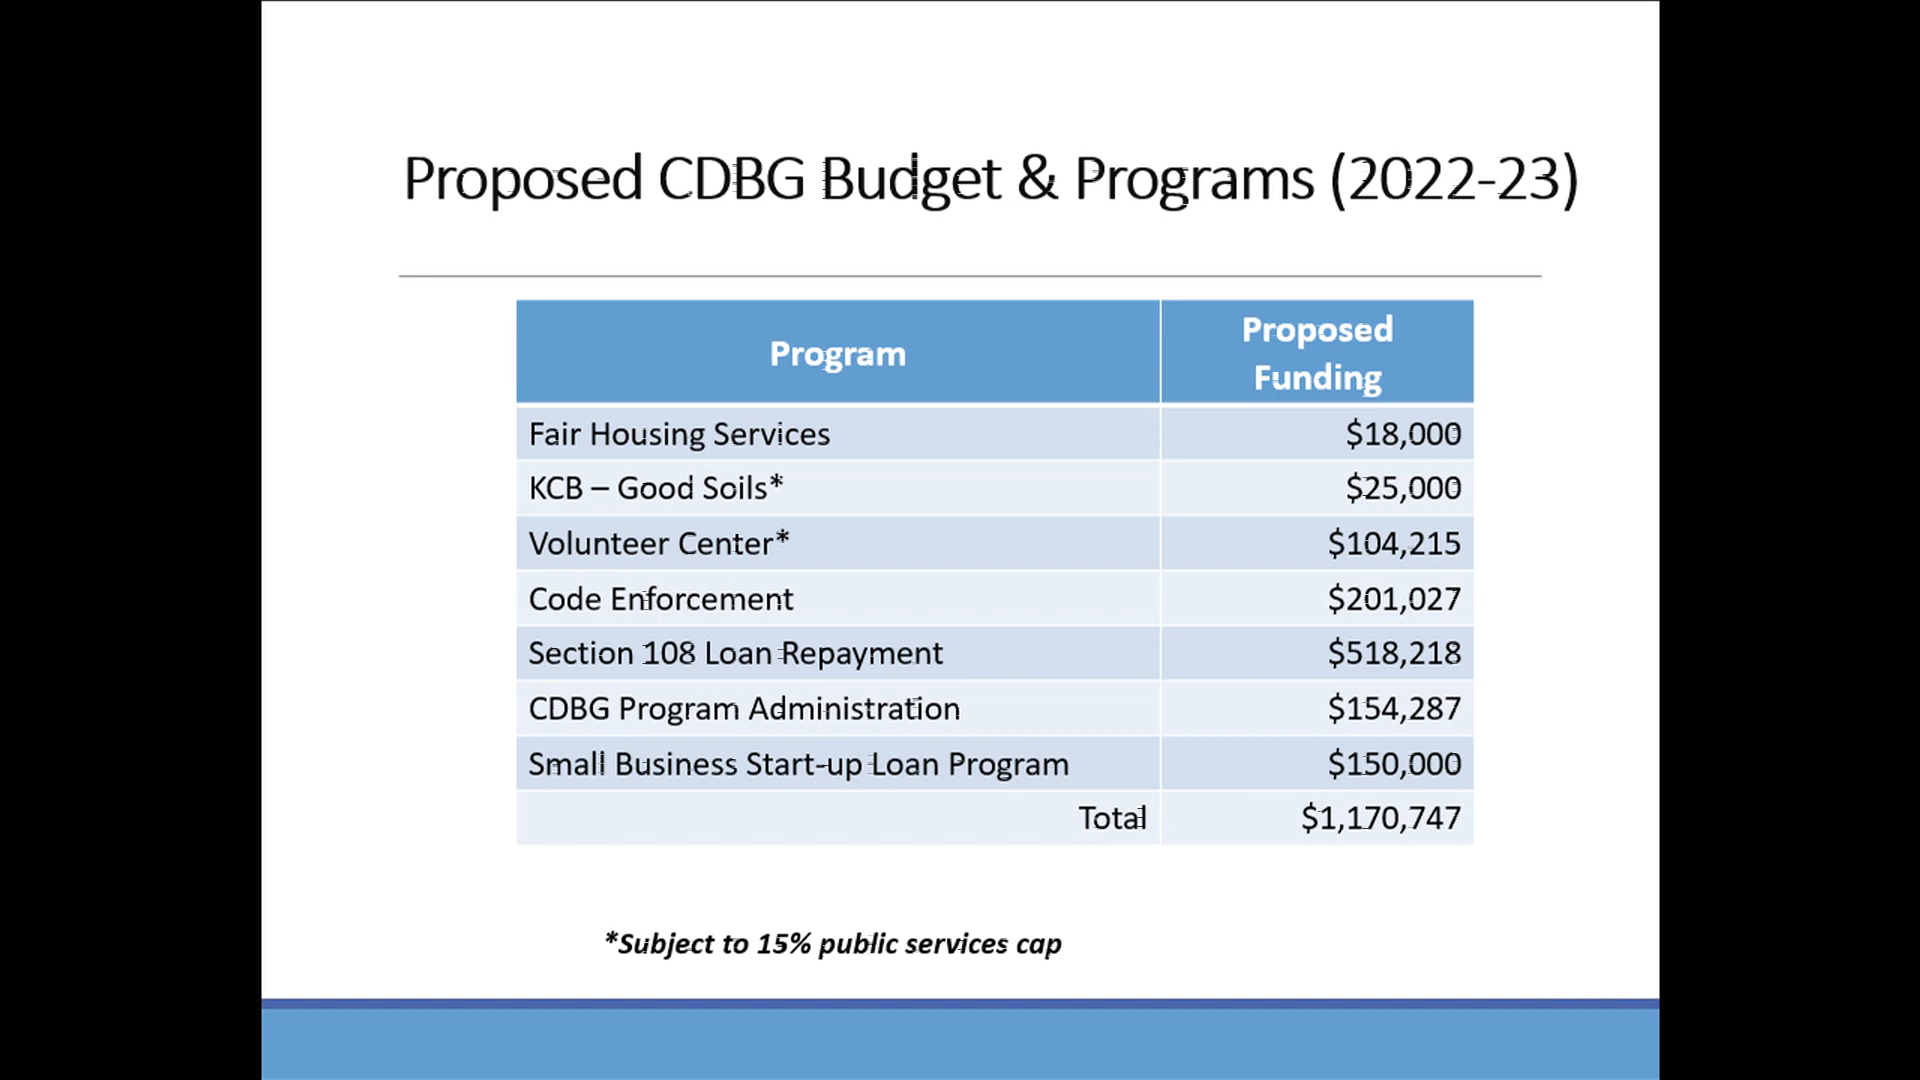 Proposed CDBG Budget & Programs (2022-23)
Program
Proposed
Funding
Fair Housing Services $18,000
KCB – Good Soils* $25,000
Volunteer Center* $104,215
Code Enforcement $201,027
Section 108 Loan Repayment $518,218
CDBG Program Administration $154,287
Small Business Start-up Loan Program $150,000
Total $1,170,747
*Subject to 15% public services cap